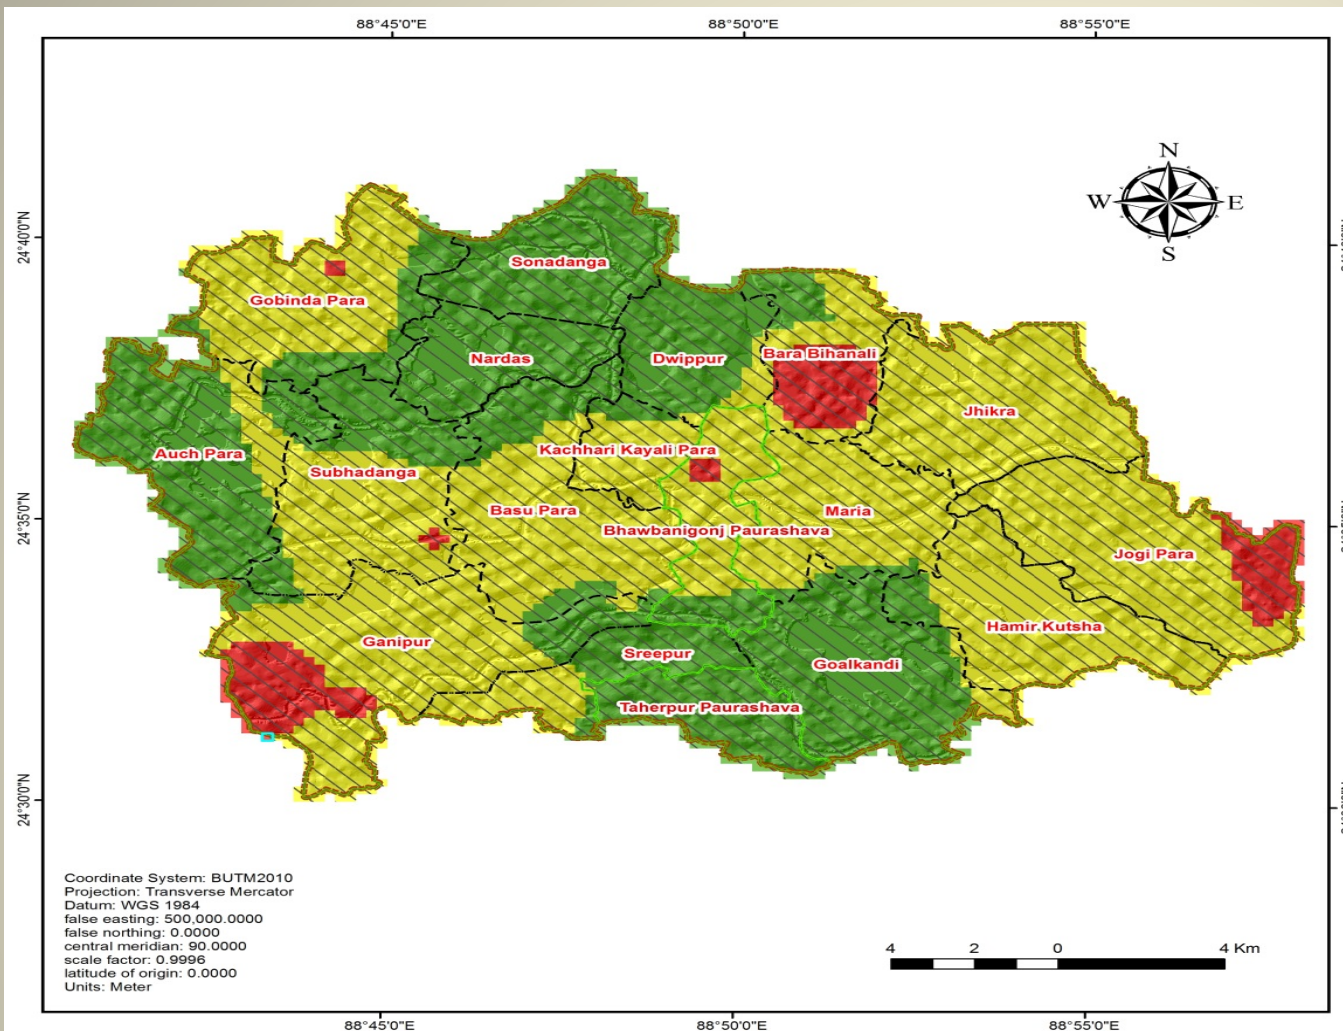 88°45'0"E 88°50'0"E 88°55'0"E
N
W E
S
24°40'0"N
Sonadanga
Gobinda Para
Nardas
Dwippur
Bara Bihanali
Jhikra
Auch Para
Kachhari Kayali Para
Subhadanga
24°35'0"N
Basu Para
Maria
Bhawbanigonj Paurashava
Jogi Para
Hamir Kutsha
Ganipur
Sreepur
Goalkandi
Taherpur Paurashava
24°30'0"N
Coordinate System: BUTM2010
Projection: Transverse Mercator
Datum: WGS 1984
false easting: 500,000.0000
false northing: 0.0000
central meridian: 90.0000
scale factor: 0.9996
latitude of origin: 0.0000
Units: Meter
4 2 0 4 Km
88°45'0"E 88°50'0"E 88°55'0"E